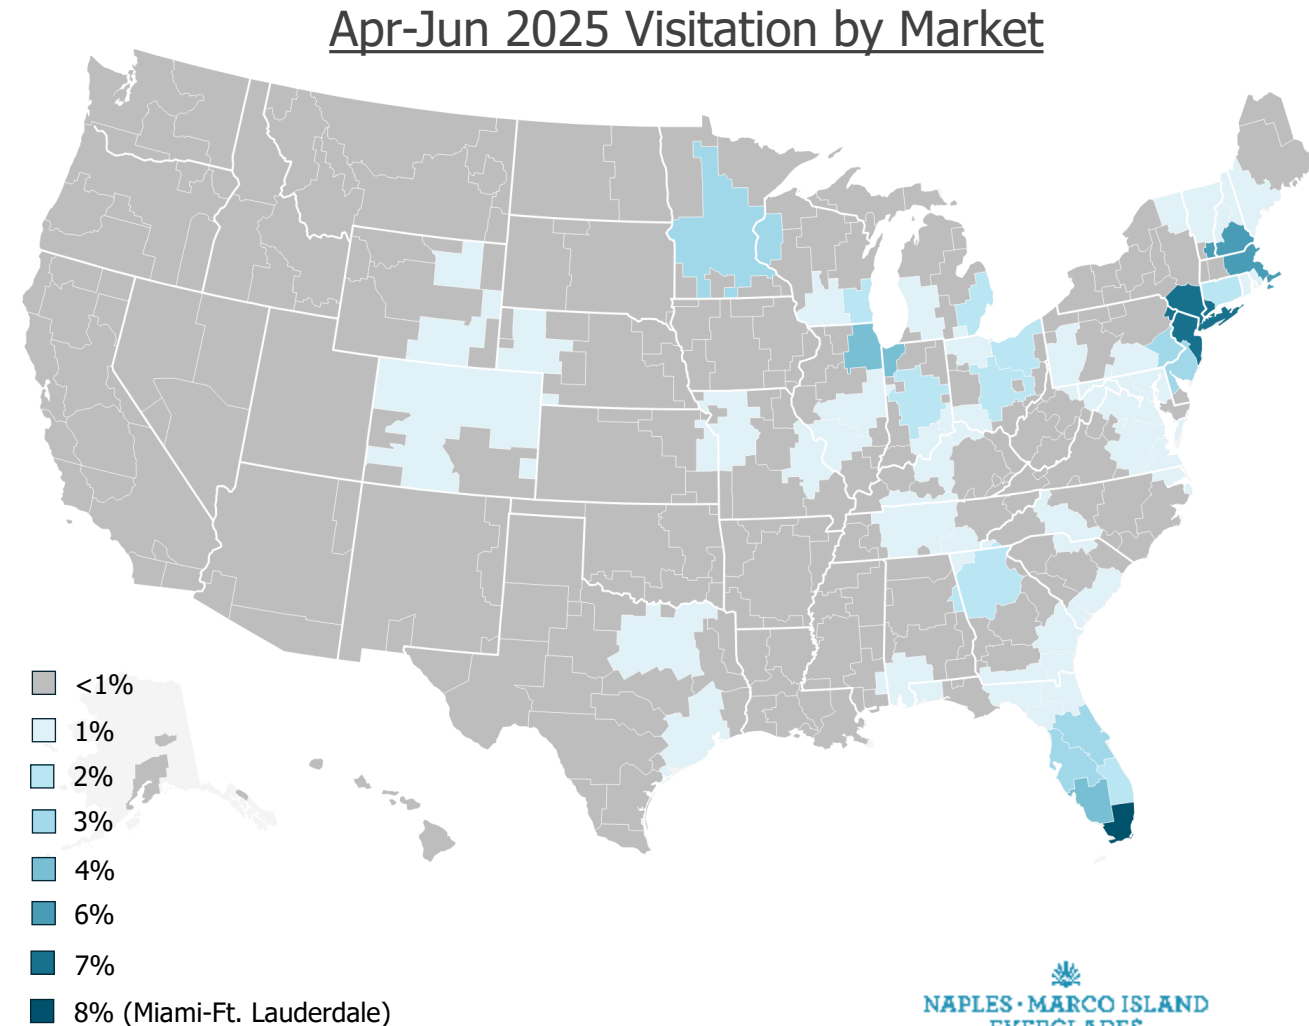 Apr-Jun 2025 Visitation by Market
<1%
1%
2%
3%
4%
6%
7%
8% (Miami-Ft. Lauderdale)
NAPLES · MARCO ISLAND
EVERGLADES